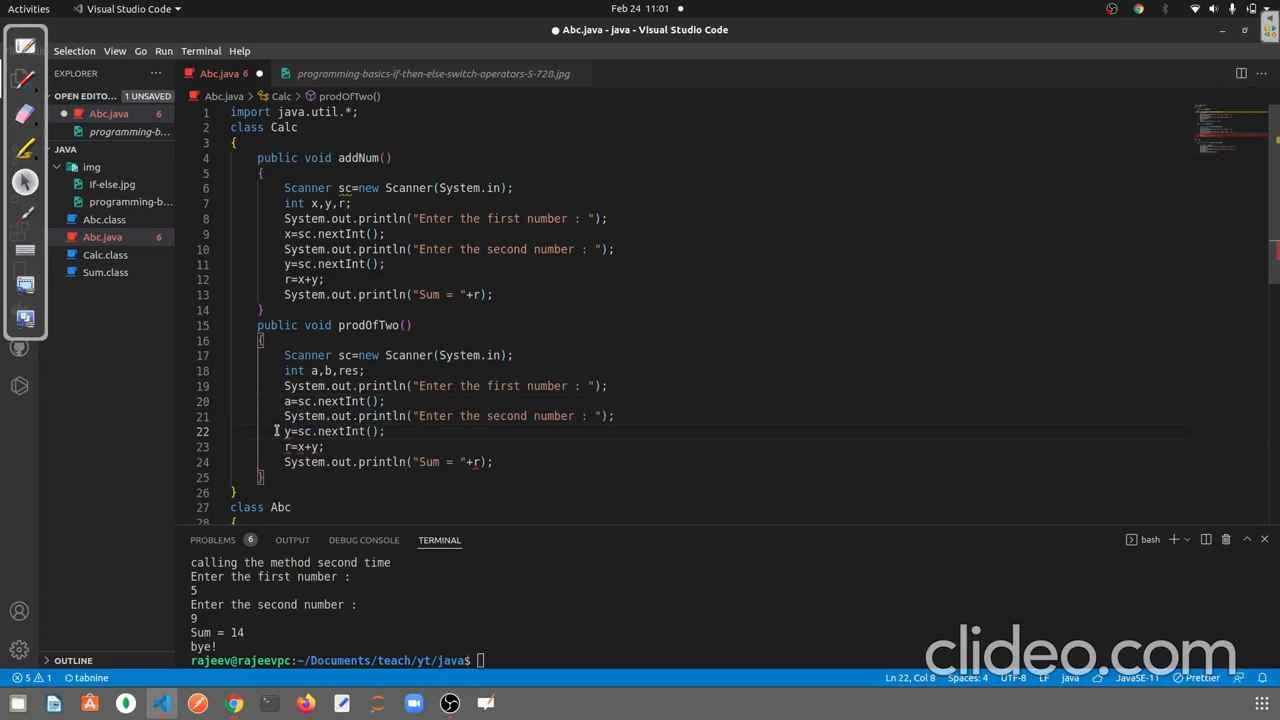 Activities Visual Studio Code Feb 24 11:01
Abc.java - java - Visual Studio Code
Selection View Go Run Terminal Help
EXPLORER
Abc.java 6
programming-basics-if-then-else-switch-operators-5-728.jpg
OPEN EDITO... 1 UNSAVED
Abc.java > Calc > prodOfTwo()
Abc.java 6
programming-b...
JAVA
img
If-else.jpg
programming-b...
Abc.class
Abc.java 6
Calc.class
Sum.class
1 import java.util.*;
2 class Calc
3 {
4 public void addNum()
5 {
6 Scanner sc=new Scanner(System.in);
7 int x,y,r;
8 System.out.println("Enter the first number : ");
9 x=sc.nextInt();
10 System.out.println("Enter the second number : ");
11 y=sc.nextInt();
12 r=x+y;
13 System.out.println("Sum = "+r);
14 }
15 public void prodOfTwo()
16 {
17 Scanner sc=new Scanner(System.in);
18 int a,b,res;
19 System.out.println("Enter the first number : ");
20 a=sc.nextInt();
21 System.out.println("Enter the second number : ");
22 y=sc.nextInt();
23 r=x+y;
24 System.out.println("Sum = "+r);
25 }
26 }
27 class Abc
28 {
PROBLEMS 6 OUTPUT DEBUG CONSOLE TERMINAL
bash
calling the method second time
Enter the first number :
5
Enter the second number :
9
Sum = 14
bye!
rajeev@rajeevpc:~/Documents/teach/yt/java$
OUTLINE
clideo.com
5 1 tabnine
Ln 22, Col 8 Spaces: 4 UTF-8 LF java JavaSE-11 Prettier